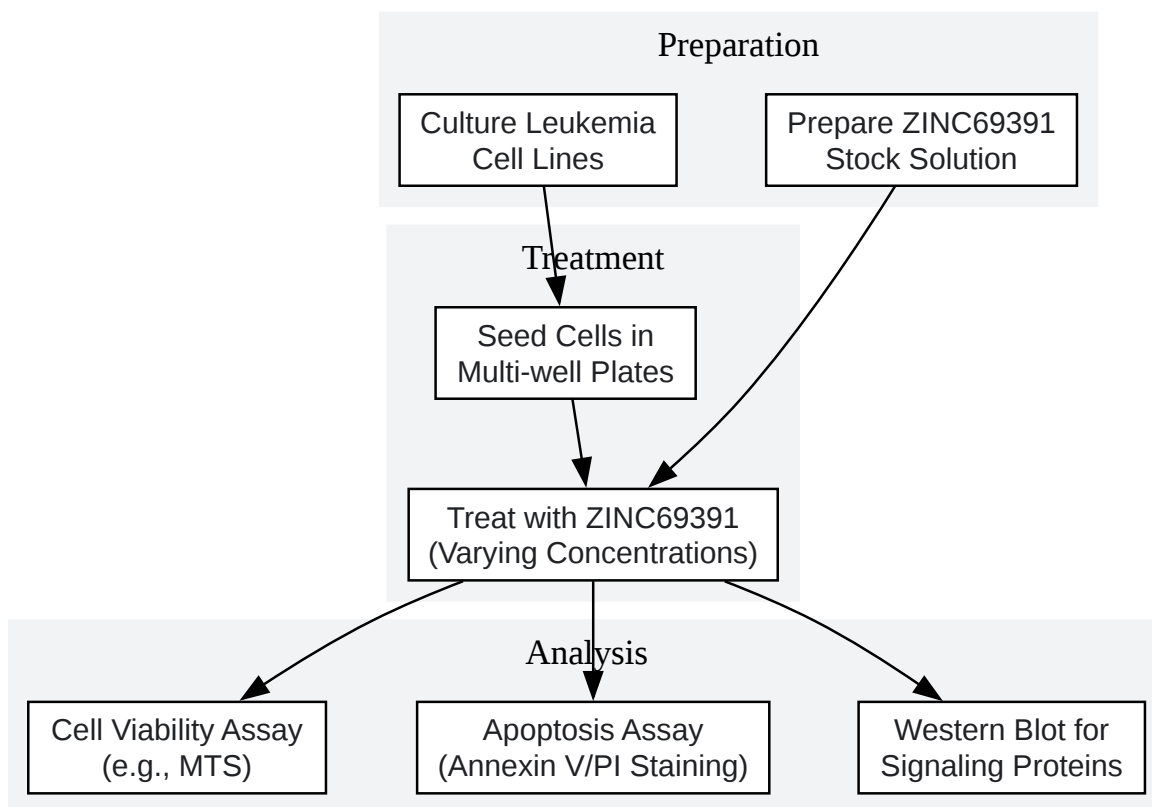 Preparation
Culture Leukemia
Cell Lines
Prepare ZINC69391
Stock Solution
Treatment
Seed Cells in
Multi-well Plates
Treat with ZINC69391
(Varying Concentrations)
Analysis
Cell Viability Assay
(e.g., MTS)
Apoptosis Assay
(Annexin V/PI Staining)
Western Blot for
Signaling Proteins